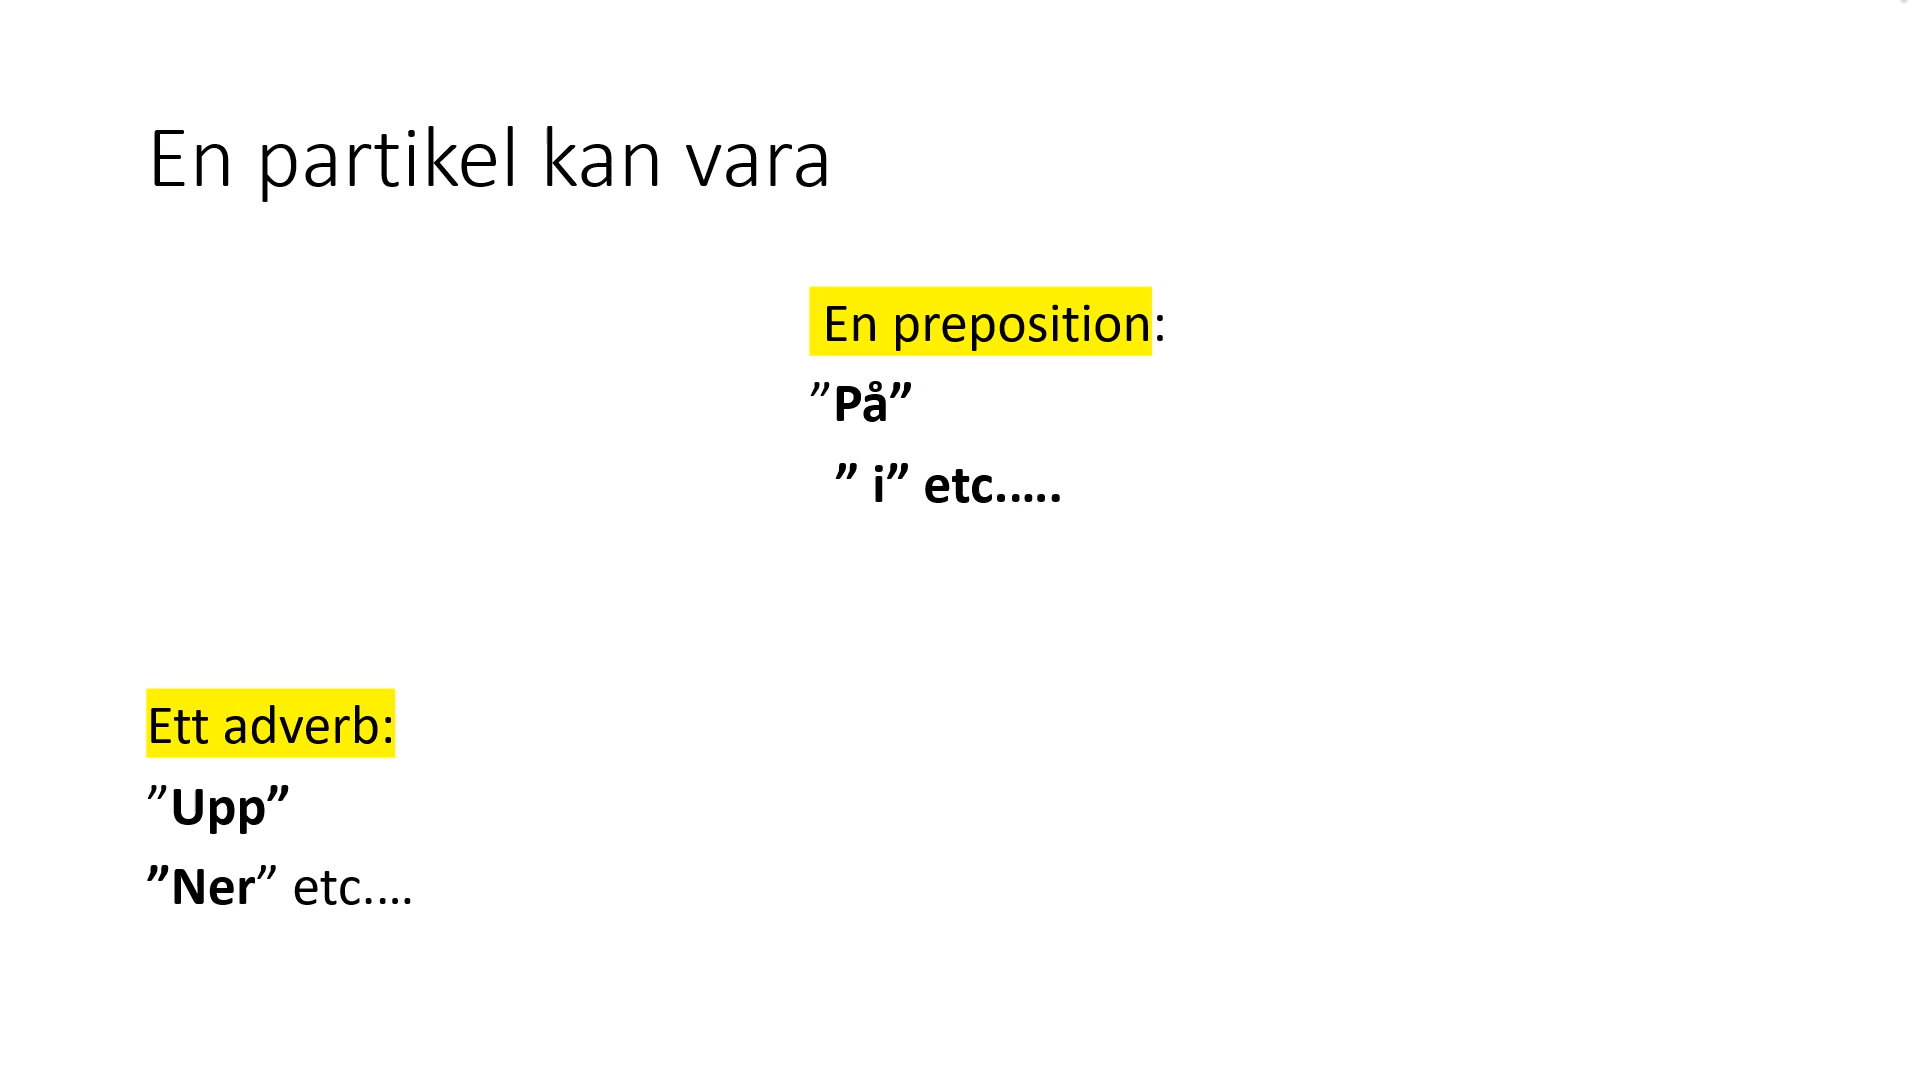 En partikel kan vara
En preposition:
”På”
” i” etc.….
Ett adverb:
”Upp”
”Ner” etc.…